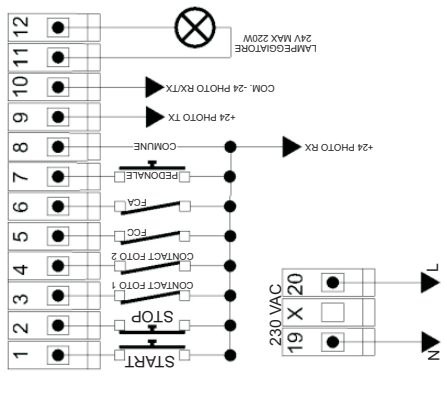 12
LAMPEGGIATORE
24V MAX 220W
11
10
COM. -24 PHOTO RX/TX
9
+24 PHOTO TX
8
COMUNE
+24 PHOTO RX
7
PEDONALE
6
FCA
5
FCC
4
CONTACT FOTO 2
3
CONTACT FOTO 1
2
STOP
1
START
230 VAC
20
L
X
19
N